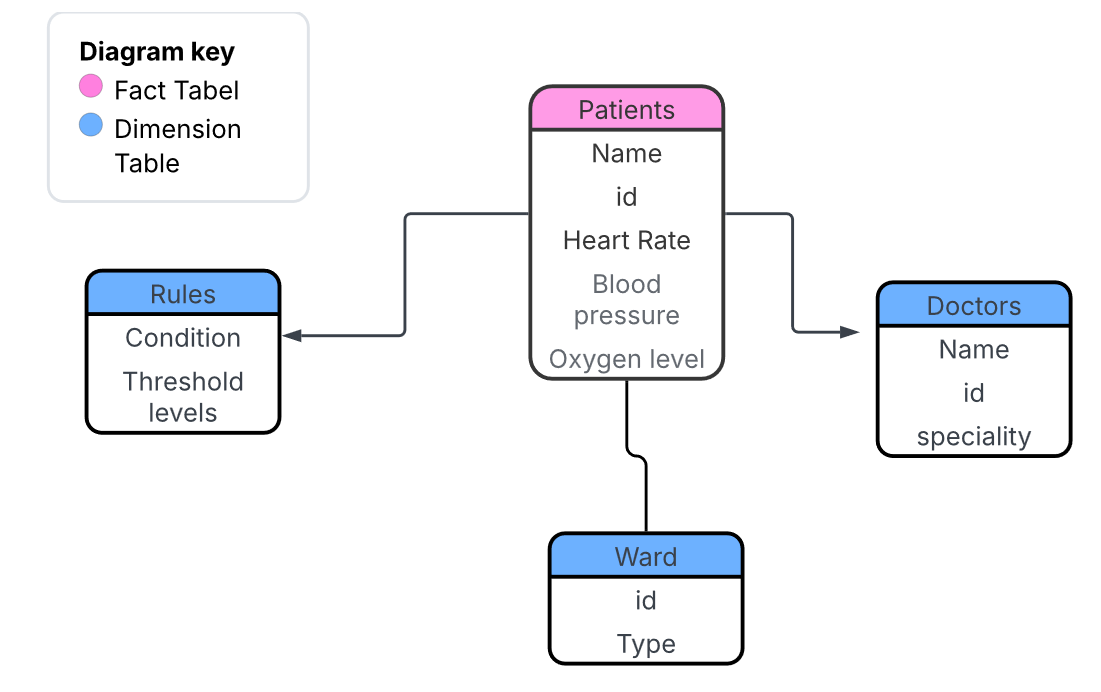 Diagram key
Fact Tabel
Dimension
Table
Patients
Name
id
Heart Rate
Blood
pressure
Oxygen level
Rules
Condition
Threshold
levels
Doctors
Name
id
speciality
Ward
id
Type